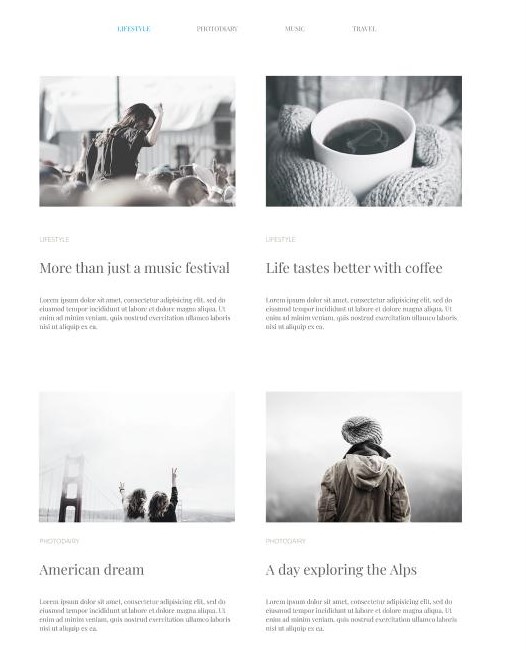 LIFESTYLE
PHOTODIARY
MUSIC
TRAVEL
LIFESTYLE
More than just a music festival
Lorem ipsum dolor sit amet, consectetur adipisicing elit, sed do
eiusmod tempor incididunt ut labore et dolore magna aliqua. Ut
enim ad minim veniam, quis nostrud exercitation ullamco laboris
nisi ut aliquip ex ea.
LIFESTYLE
Life tastes better with coffee
Lorem ipsum dolor sit amet, consectetur adipisicing elit, sed do
eiusmod tempor incididunt ut labore et dolore magna aliqua. Ut
enim ad minim veniam, quis nostrud exercitation ullamco laboris
nisi ut aliquip ex ea.
PHOTODIARY
American dream
Lorem ipsum dolor sit amet, consectetur adipisicing elit, sed do
eiusmod tempor incididunt ut labore et dolore magna aliqua. Ut
enim ad minim veniam, quis nostrud exercitation ullamco laboris
nisi ut aliquip ex ea.
PHOTODIARY
A day exploring the Alps
Lorem ipsum dolor sit amet, consectetur adipisicing elit, sed do
eiusmod tempor incididunt ut labore et dolore magna aliqua. Ut
enim ad minim veniam, quis nostrud exercitation ullamco laboris
nisi ut aliquip ex ea.